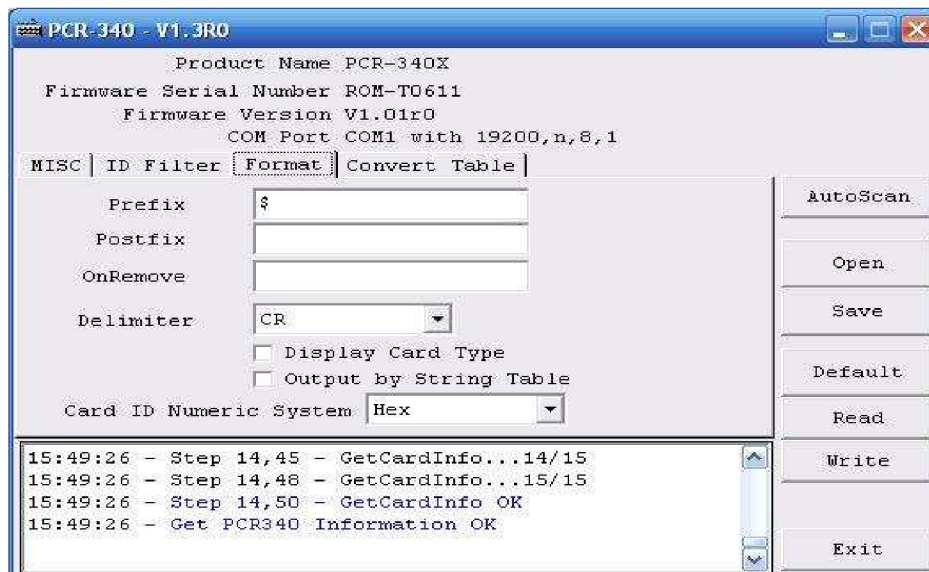 PCR-340 - V1.3R0
Product Name PCR-340X
Firmware Serial Number ROM-T0611
Firmware Version V1.01r0
COM Port COM1 with 19200,n,8,1
MISC ID Filter Format Convert Table
Prefix $
Postfix
OnRemove
Delimiter CR
Display Card Type
Output by String Table
Card ID Numeric System Hex
AutoScan
Open
Save
Default
Read
Write
Exit
15:49:26 - Step 14,45 - GetCardInfo...14/15
15:49:26 - Step 14,48 - GetCardInfo...15/15
15:49:26 - Step 14,50 - GetCardInfo OK
15:49:26 - Get PCR340 Information OK